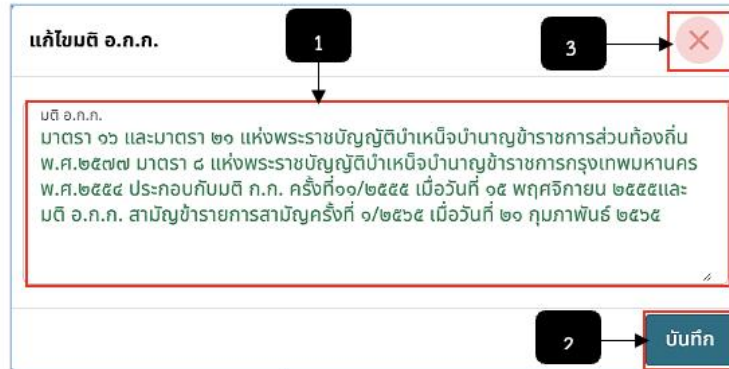 แก้ไขมติ อ.ก.ก.
1
3
มติ อ.ก.ก.
มาตรา ๑๖ และมาตรา ๒๑ แห่งพระราชบัญญัติบำเหน็จบำนาญข้าราชการส่วนท้องถิ่น
พ.ศ.๒๕๗๗ มาตรา ๘ แห่งพระราชบัญญัติบำเหน็จบำนาญข้าราชการกรุงเทพมหานคร
พ.ศ.๒๕๕๔ ประกอบกับมติ ก.ก. ครั้งที่๑๑/๒๕๕๕ เมื่อวันที่ ๑๕ พฤศจิกายน ๒๕๕๕และ
มติ อ.ก.ก. สามัญข้ารายการสามัญครั้งที่ ๑/๒๕๖๕ เมื่อวันที่ ๒๑ กุมภาพันธ์ ๒๕๖๕
2
บันทึก